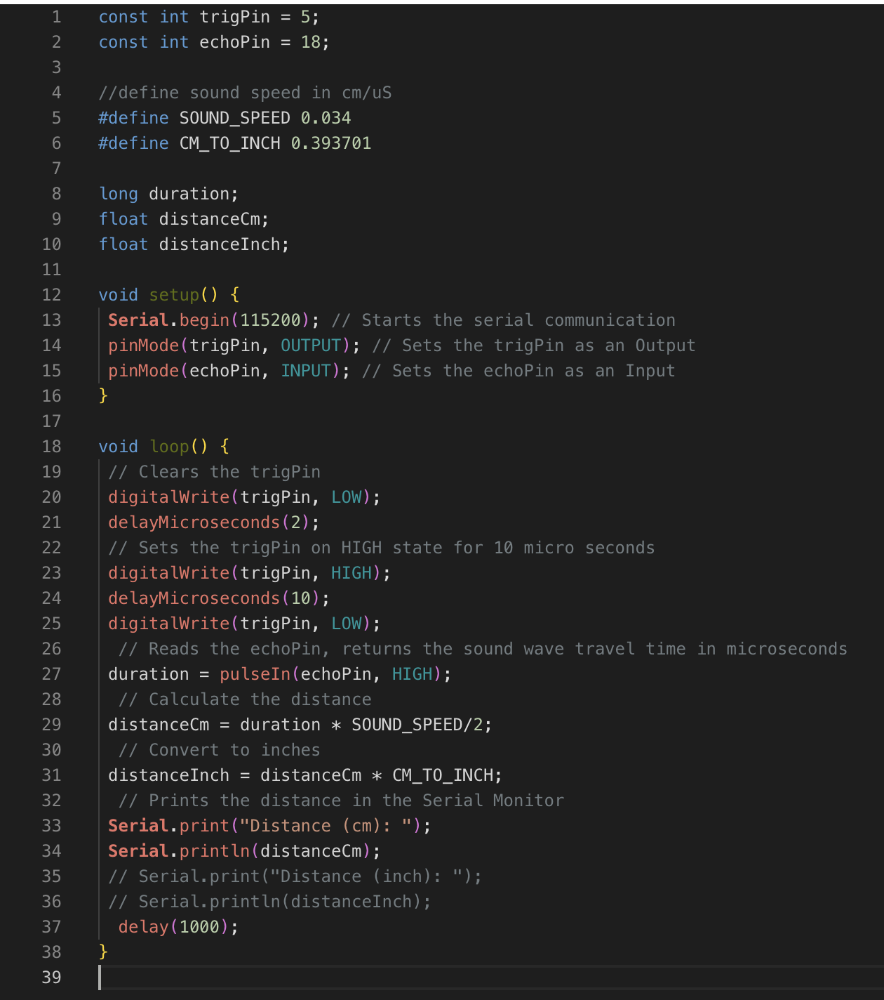 1 const int trigPin = 5;
2 const int echoPin = 18;
3
4 //define sound speed in cm/uS
5 #define SOUND_SPEED 0.034
6 #define CM_TO_INCH 0.393701
7
8 long duration;
9 float distanceCm;
10 float distanceInch;
11
12 void setup() {
13 Serial.begin(115200); // Starts the serial communication
14 pinMode(trigPin, OUTPUT); // Sets the trigPin as an Output
15 pinMode(echoPin, INPUT); // Sets the echoPin as an Input
16 }
17
18 void loop() {
19 // Clears the trigPin
20 digitalWrite(trigPin, LOW);
21 delayMicroseconds(2);
22 // Sets the trigPin on HIGH state for 10 micro seconds
23 digitalWrite(trigPin, HIGH);
24 delayMicroseconds(10);
25 digitalWrite(trigPin, LOW);
26 // Reads the echoPin, returns the sound wave travel time in microseconds
27 duration = pulseIn(echoPin, HIGH);
28 // Calculate the distance
29 distanceCm = duration * SOUND_SPEED/2;
30 // Convert to inches
31 distanceInch = distanceCm * CM_TO_INCH;
32 // Prints the distance in the Serial Monitor
33 Serial.print("Distance (cm): ");
34 Serial.println(distanceCm);
35 // Serial.print("Distance (inch): ");
36 // Serial.println(distanceInch);
37 delay(1000);
38 }
39